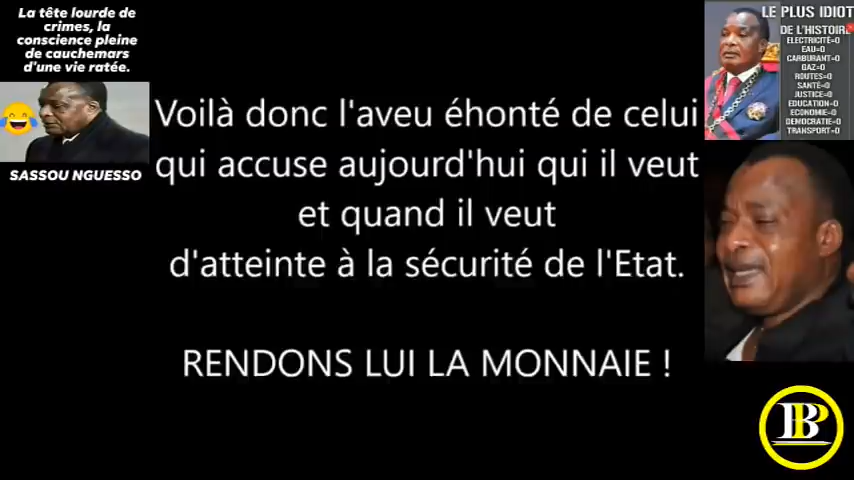 La tête lourde de
crimes, la
conscience pleine
de cauchemars
d'une vie ratée.
SASSOU NGUESSO
Voilà donc l'aveu éhonté de celui
qui accuse aujourd'hui qui il veut
et quand il veut
d'atteinte à la sécurité de l'Etat.
RENDONS LUI LA MONNAIE !
LE PLUS IDIOT
DE L'HISTOIRE
ELECTRICITÉ=0
EAU=0
CARBURANT=0
GAZ=0
ROUTES=0
SANTÉ=0
JUSTICE=0
EDUCATION=0
ECONOMIE=0
DÉMOCRATIE=0
TRANSPORT=0
BP